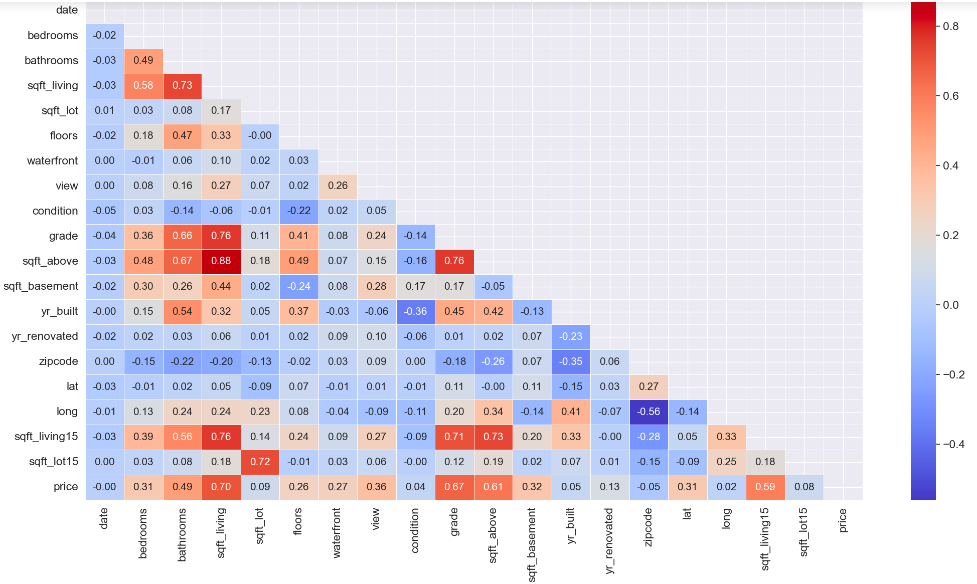 date
bedrooms -0.02
bathrooms -0.03 0.49
sqft_living -0.03 0.58 0.73
sqft_lot 0.01 0.03 0.08 0.17
floors -0.02 0.18 0.47 0.33 -0.00
waterfront 0.00 -0.01 0.06 0.10 0.02 0.03
view 0.00 0.08 0.16 0.27 0.07 0.02 0.26
condition -0.05 0.03 -0.14 -0.06 -0.01 -0.22 0.02 0.05
grade -0.04 0.36 0.66 0.76 0.11 0.41 0.08 0.24 -0.14
sqft_above -0.03 0.48 0.67 0.88 0.18 0.49 0.07 0.15 -0.16 0.76
sqft_basement -0.02 0.30 0.26 0.44 0.02 -0.24 0.08 0.28 0.17 0.17 -0.05
yr_built -0.00 0.15 0.54 0.32 0.05 0.37 -0.03 -0.06 -0.36 0.45 0.42 -0.13
yr_renovated -0.02 0.02 0.03 0.06 0.01 0.02 0.09 0.10 -0.06 0.01 0.02 0.07 -0.23
zipcode 0.00 -0.15 -0.22 -0.20 -0.13 -0.02 0.03 0.09 0.00 -0.18 -0.26 0.07 -0.35 0.06
lat -0.03 -0.01 0.02 0.05 -0.09 0.07 -0.01 0.01 -0.01 0.11 -0.00 0.11 -0.15 0.03 0.27
long -0.01 0.13 0.24 0.24 0.23 0.08 -0.04 -0.09 -0.11 0.20 0.34 -0.14 0.41 -0.07 -0.56 -0.14
sqft_living15 -0.03 0.39 0.56 0.76 0.14 0.24 0.09 0.27 -0.09 0.71 0.73 0.20 0.33 -0.00 -0.28 0.05 0.33
sqft_lot15 0.00 0.03 0.08 0.18 0.72 -0.01 0.03 0.06 -0.00 0.12 0.19 0.02 0.07 0.01 -0.15 -0.09 0.25 0.18
price -0.00 0.31 0.49 0.70 0.09 0.26 0.27 0.36 0.04 0.67 0.61 0.32 0.05 0.13 -0.05 0.31 0.02 0.59 0.08
date
bedrooms
bathrooms
sqft_living
sqft_lot
floors
waterfront
view
condition
grade
sqft_above
sqft_basement
yr_built
yr_renovated
zipcode
lat
long
sqft_living15
sqft_lot15
price
0.8
0.6
0.4
0.2
0.0
−0.2
−0.4